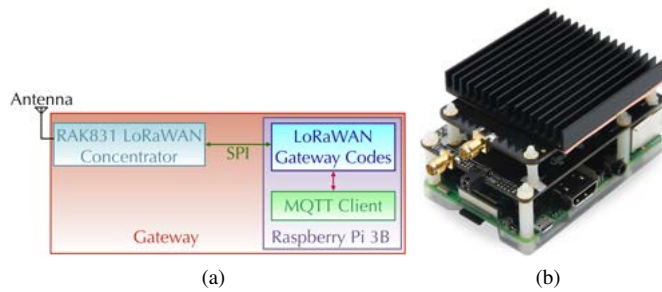 Antenna
RAK831 LoRaWAN
Concentrator
SPI
LoRaWAN
Gateway Codes
MQTT Client
Gateway
Raspberry Pi 3B
(a)
(b)